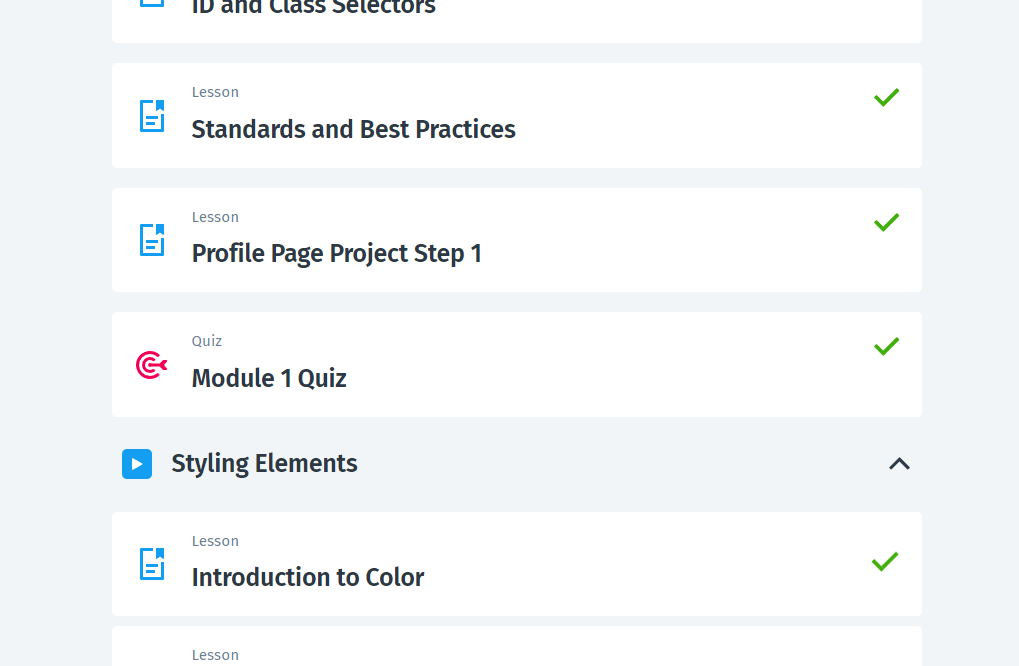 ID and Class Selectors
Lesson
Standards and Best Practices
Lesson
Profile Page Project Step 1
Quiz
Module 1 Quiz
Styling Elements
Lesson
Introduction to Color
Lesson